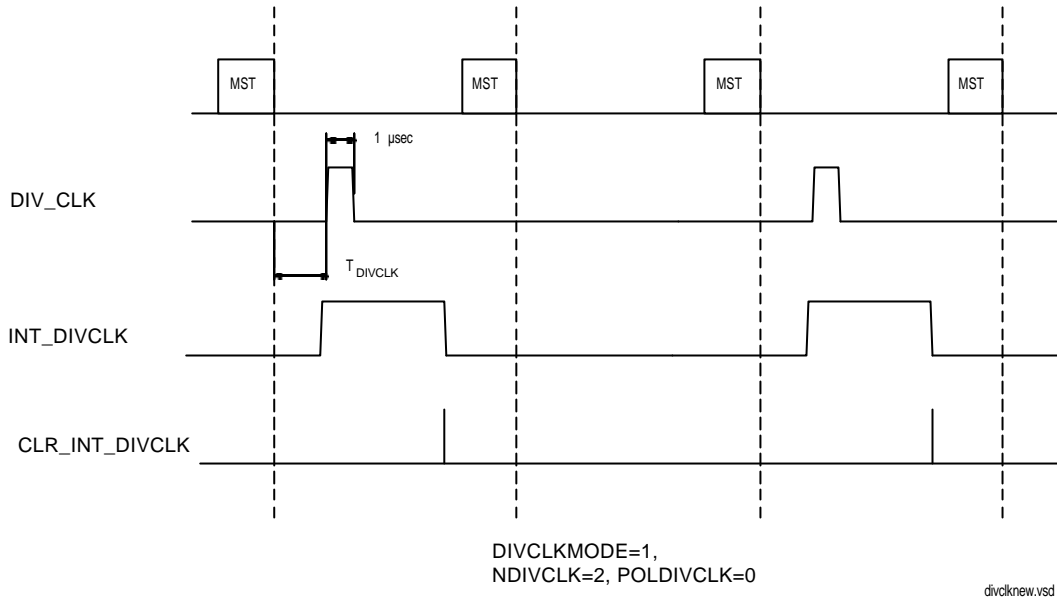 MST MST MST MST
1 µsec
DIV_CLK
T DIVCLK
INT_DIVCLK
CLR_INT_DIVCLK
DIVCLKMODE=1,
NDIVCLK=2, POLDIVCLK=0
divclknew.vsd